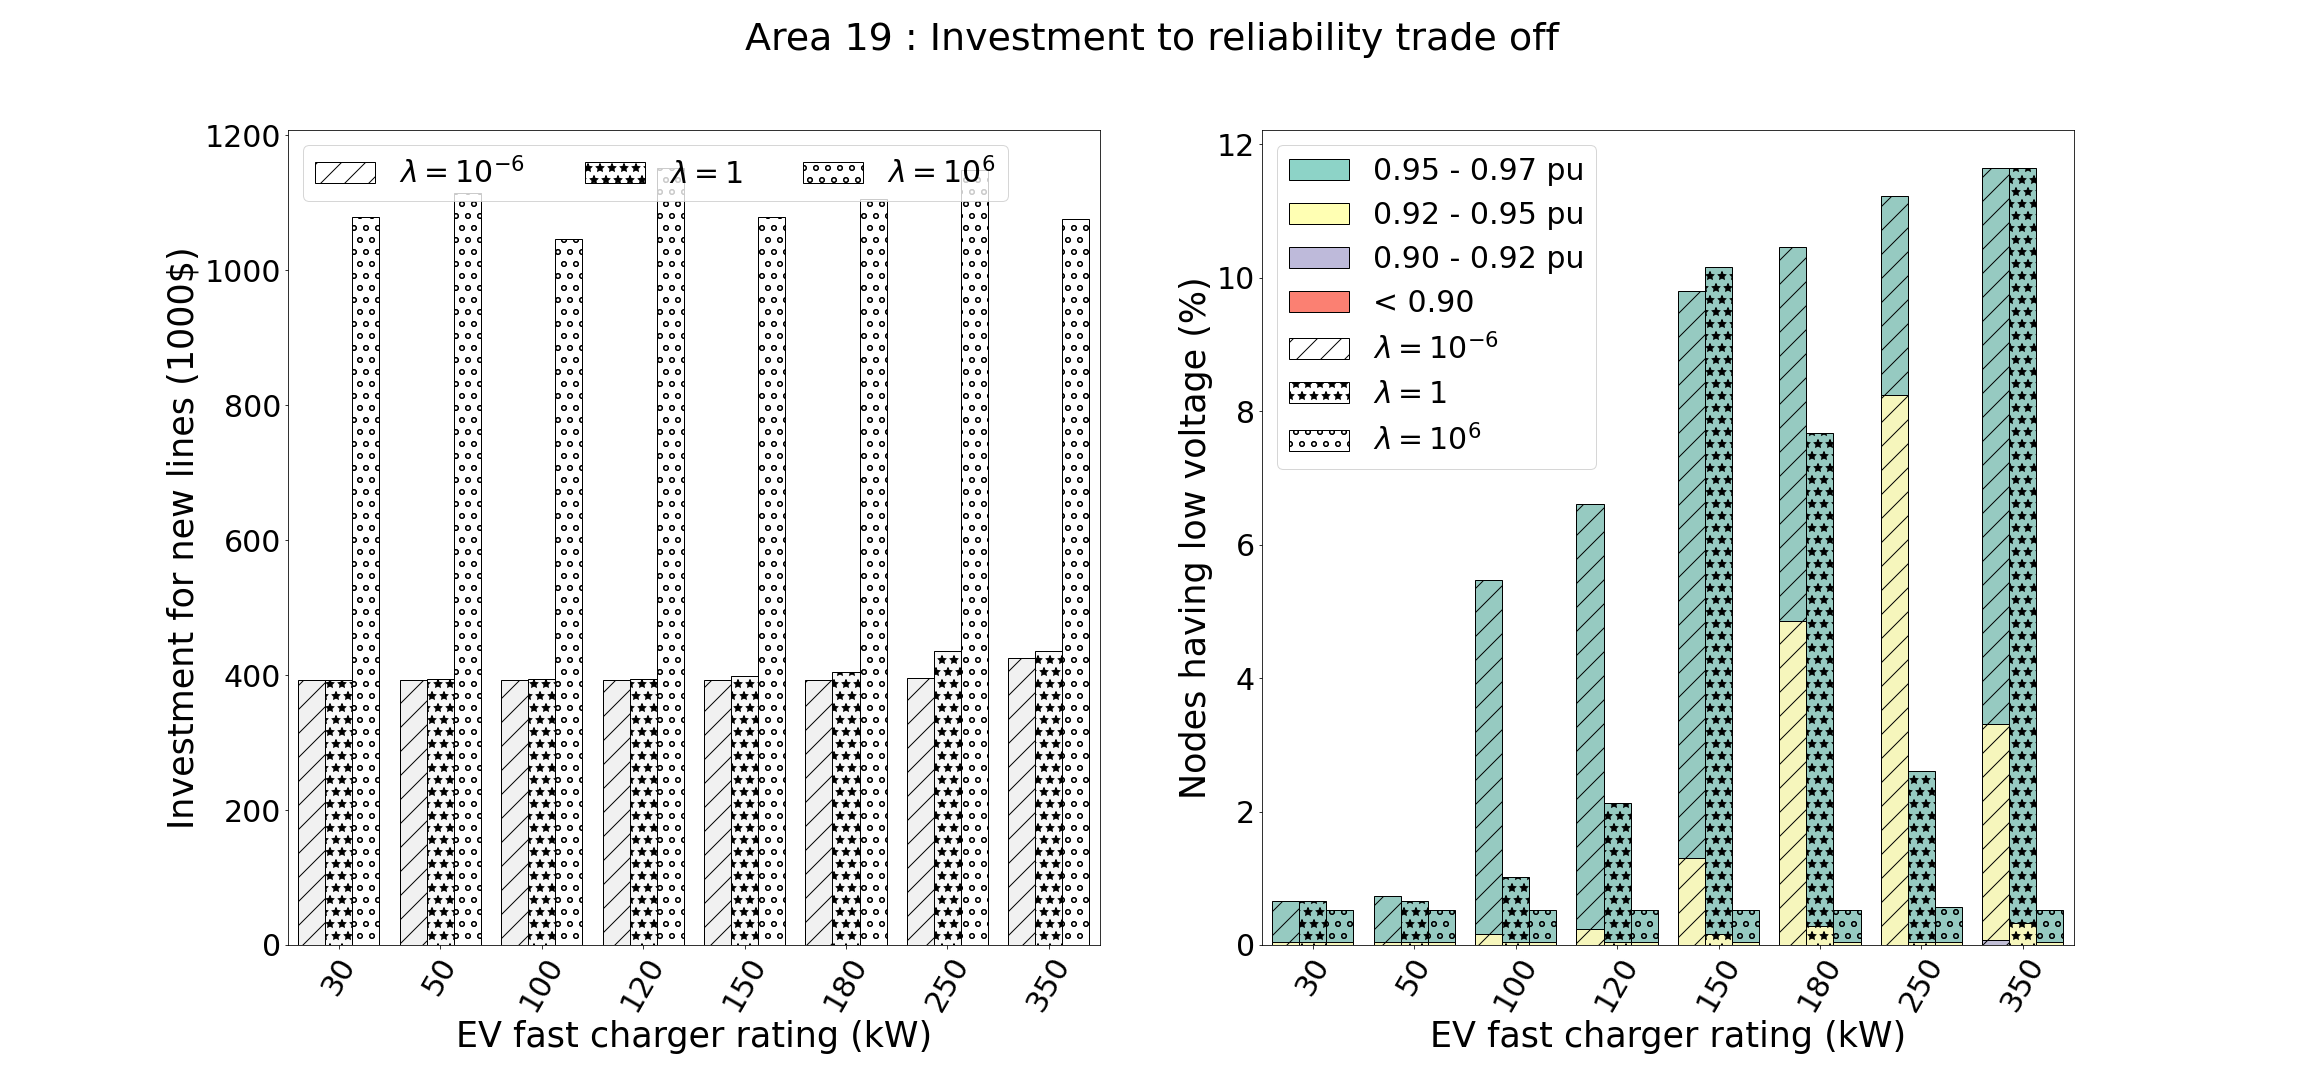 Area 19 : Investment to reliability trade off
Investment for new lines (1000$)
1200
1000
800
600
400
200
0
λ = 10⁻⁶
λ = 1
λ = 10⁶
30
50
100
120
150
180
250
350
EV fast charger rating (kW)
Nodes having low voltage (%)
12
10
8
6
4
2
0
0.95 - 0.97 pu
0.92 - 0.95 pu
0.90 - 0.92 pu
< 0.90
λ = 10⁻⁶
λ = 1
λ = 10⁶
30
50
100
120
150
180
250
350
EV fast charger rating (kW)